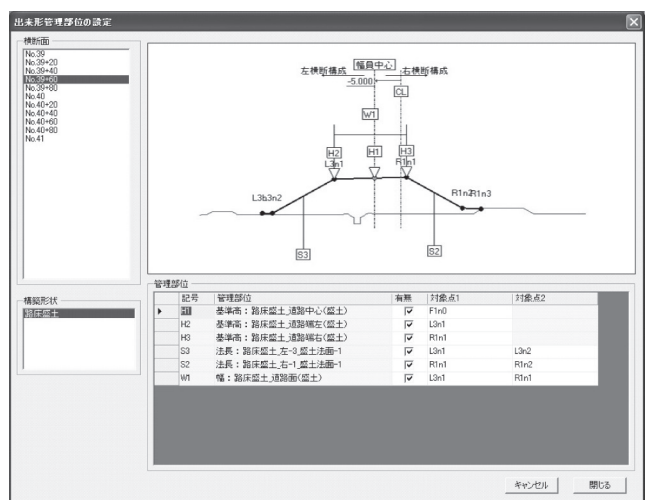 出来形管理部位の設定
横断面
No.39
No.39+20
No.39+40
No.39+60
No.39+80
No.40
No.40+20
No.40+40
No.40+60
No.40+80
No.41
構築形状
路床盛土
幅員中心
左横断構成 右横断構成
-5.000
CL
W1
H2 H1 H3
L3n1 R1n1
L3b3n2 R1n2 R1n3
S3 S2
管理部位
記号 管理部位 有無 対象点1 対象点2
H1 基準高:路床盛土_道路中心(盛土) F1n0
H2 基準高:路床盛土_道路端左(盛土) L3n1
H3 基準高:路床盛土_道路端右(盛土) R1n1
S3 法長:路床盛土_左-3_盛土法面-1 L3n1 L3n2
S2 法長:路床盛土_右-1_盛土法面-1 R1n1 R1n2
W1 幅:路床盛土_道路面(盛土) L3n1 R1n1
キャンセル 閉じる